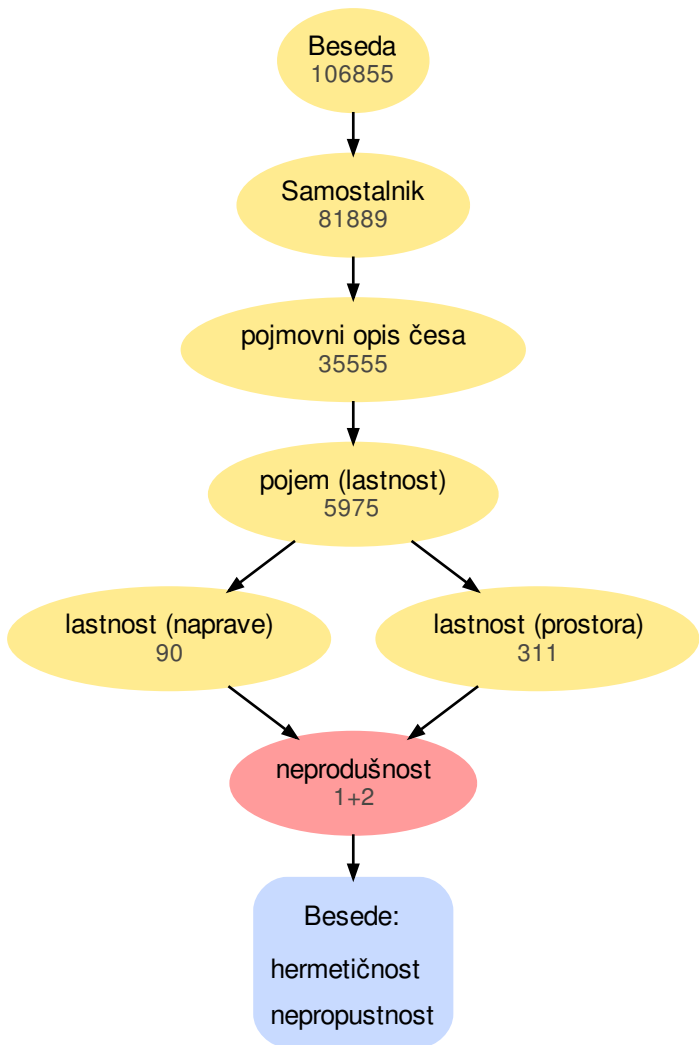 Beseda
106855
Samostalnik
81889
pojmovni opis česa
35555
pojem (lastnost)
5975
lastnost (naprave)
90
lastnost (prostora)
311
neprodušnost
1+2
Besede:
hermetičnost
nepropustnost